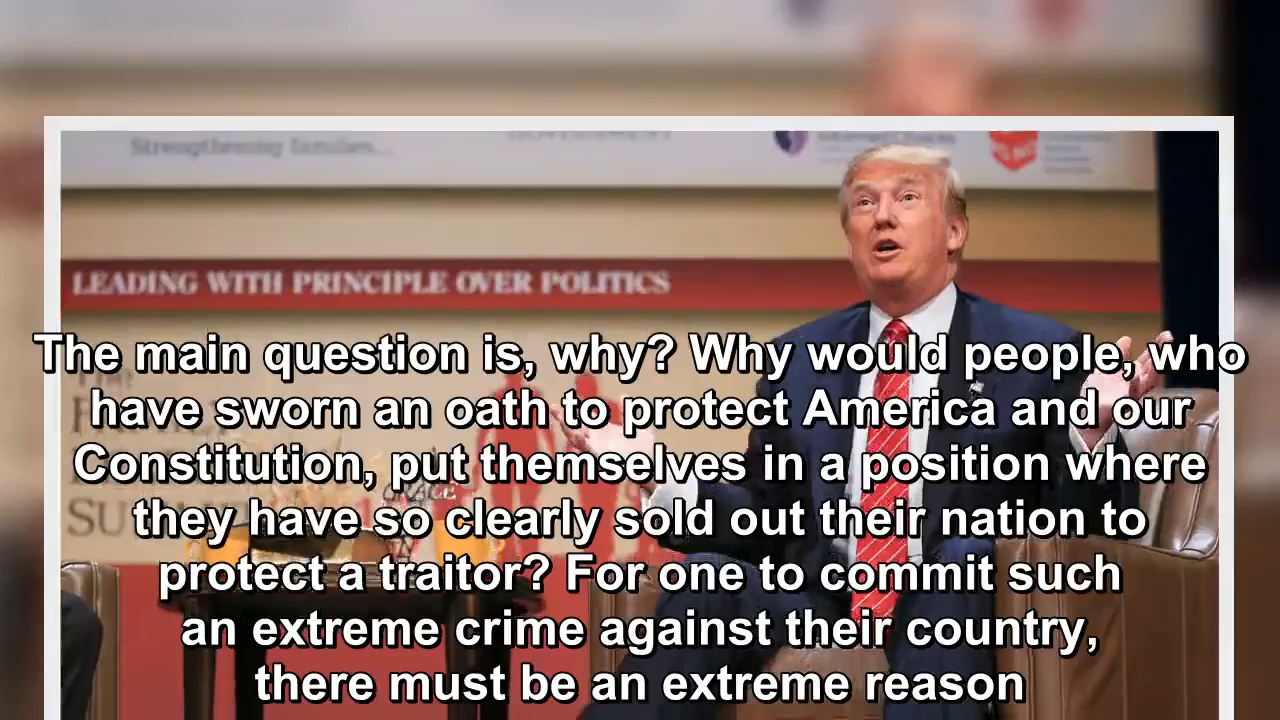 Strengthening families...
GOVERNMENT
LEADING WITH PRINCIPLE OVER POLITICS
The main question is, why? Why would people, who
have sworn an oath to protect America and our
Constitution, put themselves in a position where
they have so clearly sold out their nation to
protect a traitor? For one to commit such
an extreme crime against their country,
there must be an extreme reason